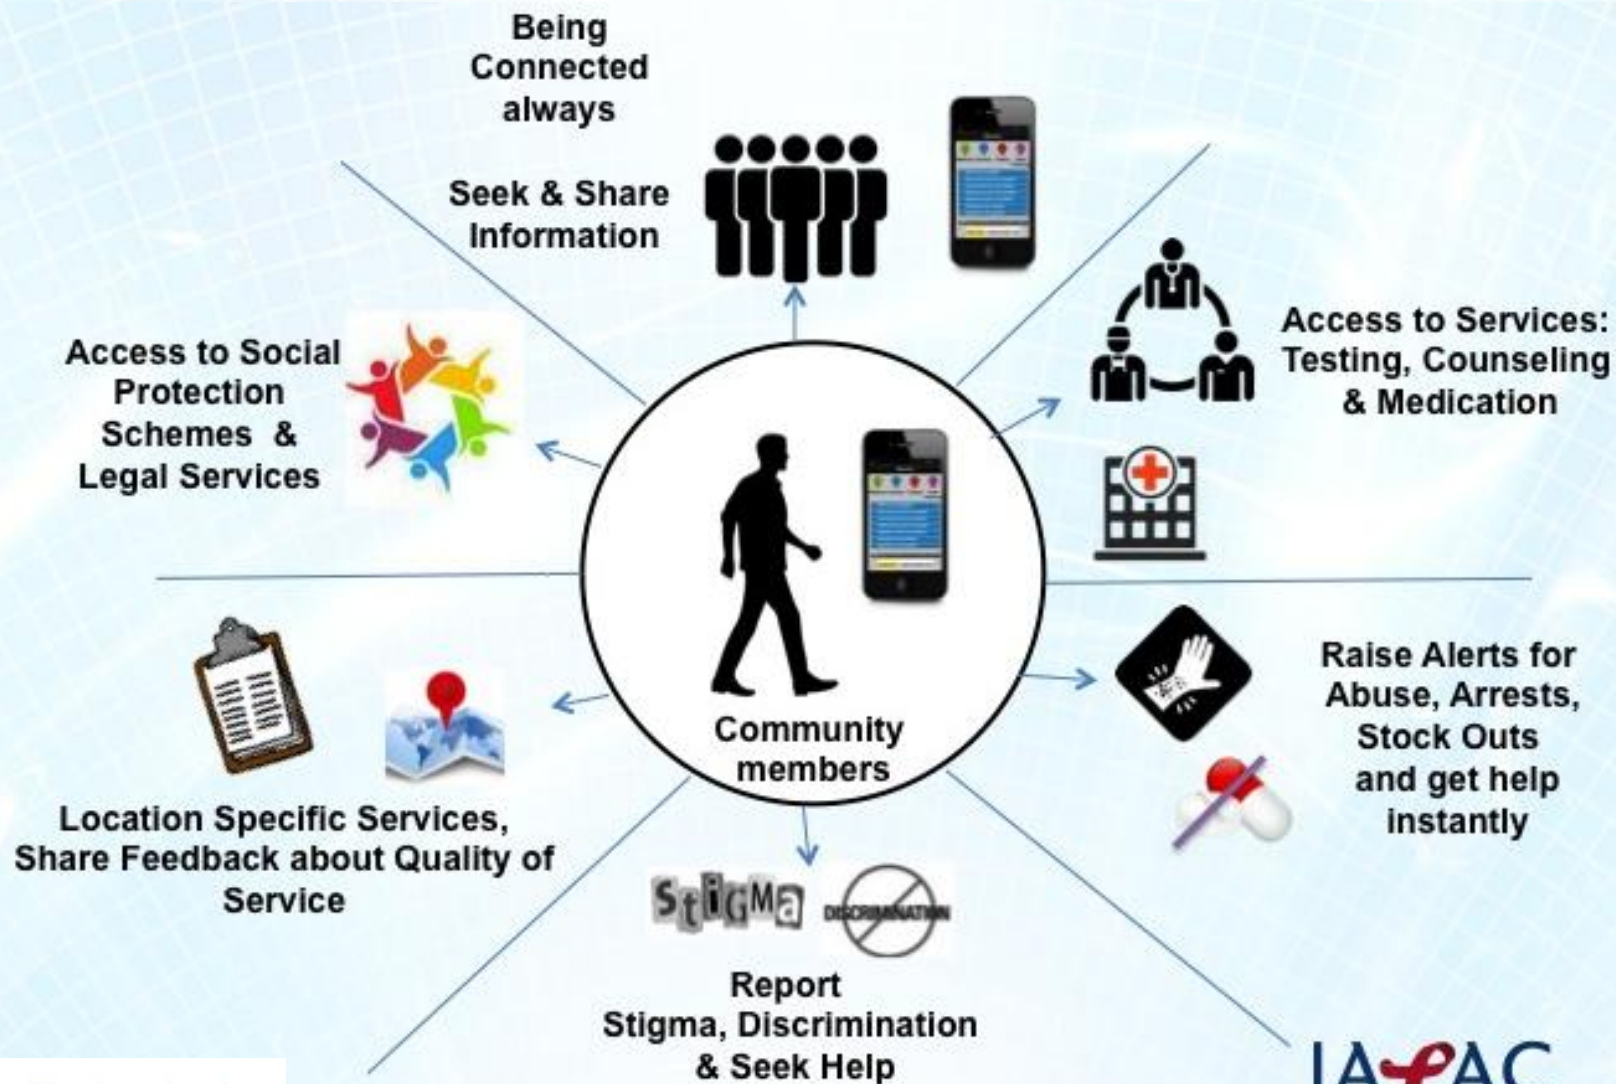 Being
Connected
always
Seek & Share
Information
Access to Services:
Testing, Counseling
& Medication
Access to Social
Protection
Schemes &
Legal Services
Community
members
Raise Alerts for
Abuse, Arrests,
Stock Outs
and get help
instantly
Location Specific Services,
Share Feedback about Quality of
Service
StiGMa
DISCRIMINATION
Report
Stigma, Discrimination
& Seek Help